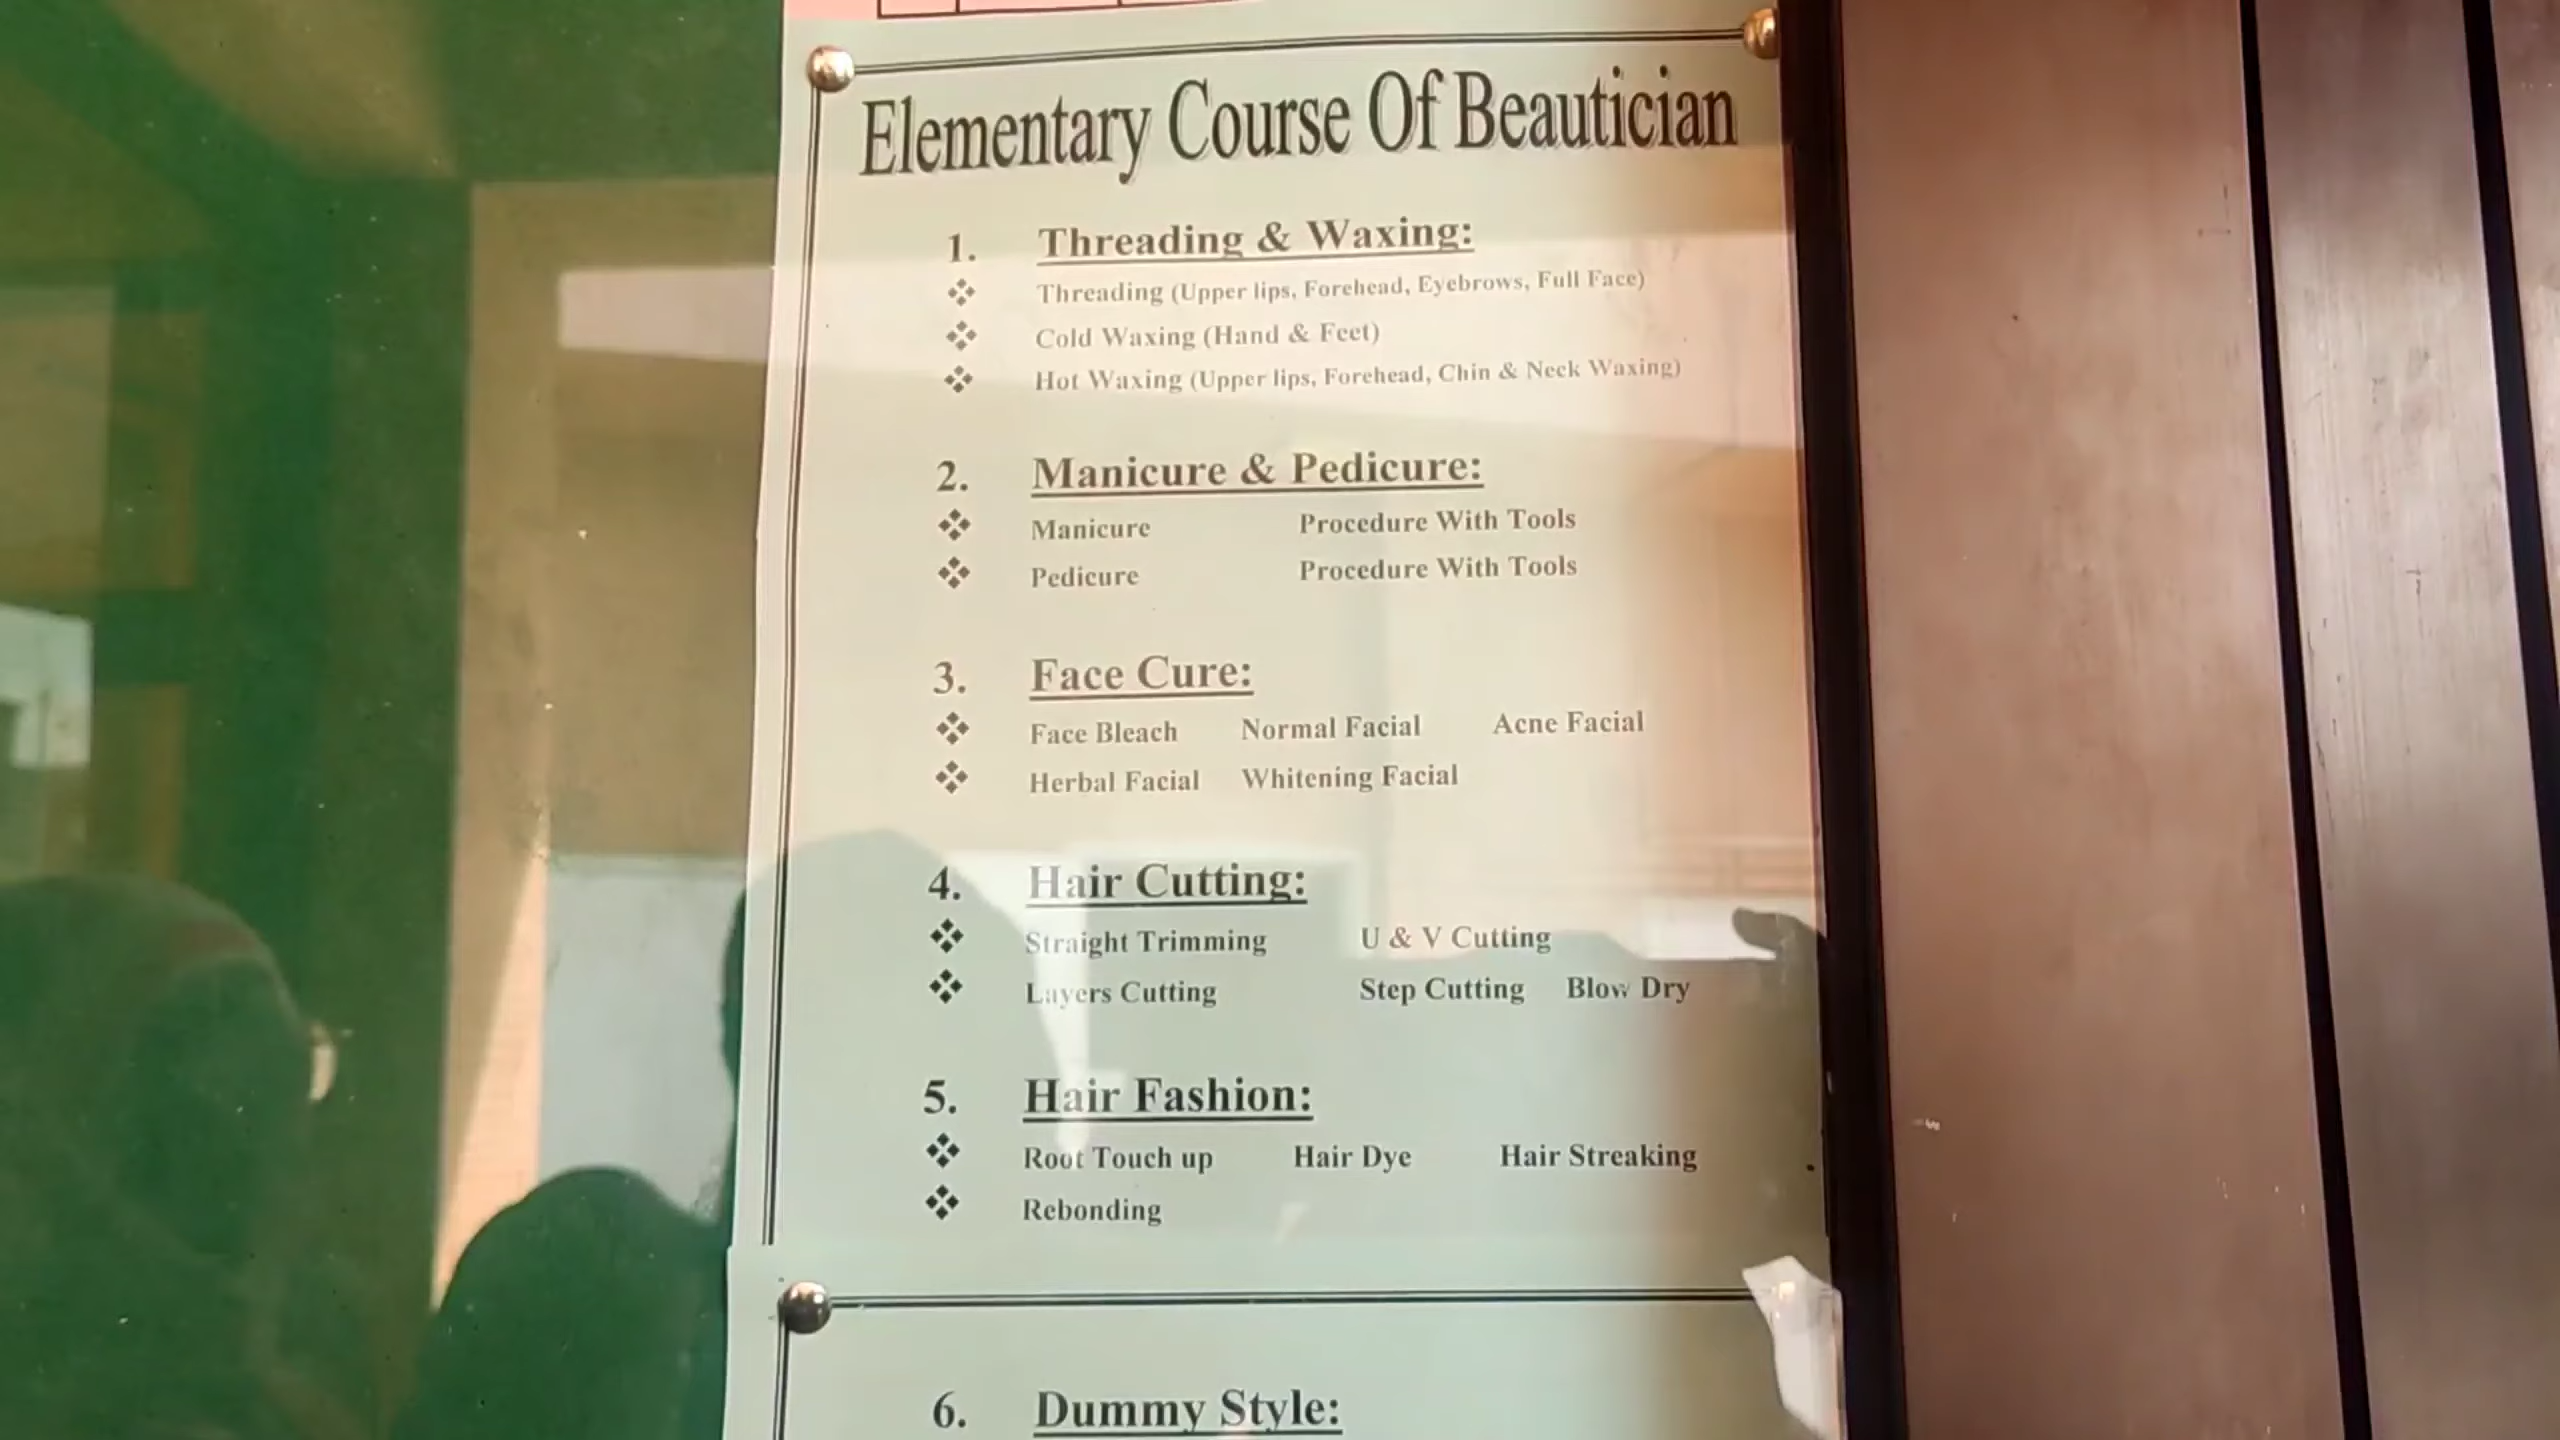 Elementary Course Of Beautician
1. Threading & Waxing:
❖ Threading (Upper lips, Forehead, Eyebrows, Full Face)
❖ Cold Waxing (Hand & Feet)
❖ Hot Waxing (Upper lips, Forehead, Chin & Neck Waxing)
2. Manicure & Pedicure:
❖ Manicure Procedure With Tools
❖ Pedicure Procedure With Tools
3. Face Cure:
❖ Face Bleach Normal Facial Acne Facial
❖ Herbal Facial Whitening Facial
4. Hair Cutting:
❖ Straight Trimming U & V Cutting
❖ Layers Cutting Step Cutting Blow Dry
5. Hair Fashion:
❖ Root Touch up Hair Dye Hair Streaking
❖ Rebonding
6. Dummy Style: